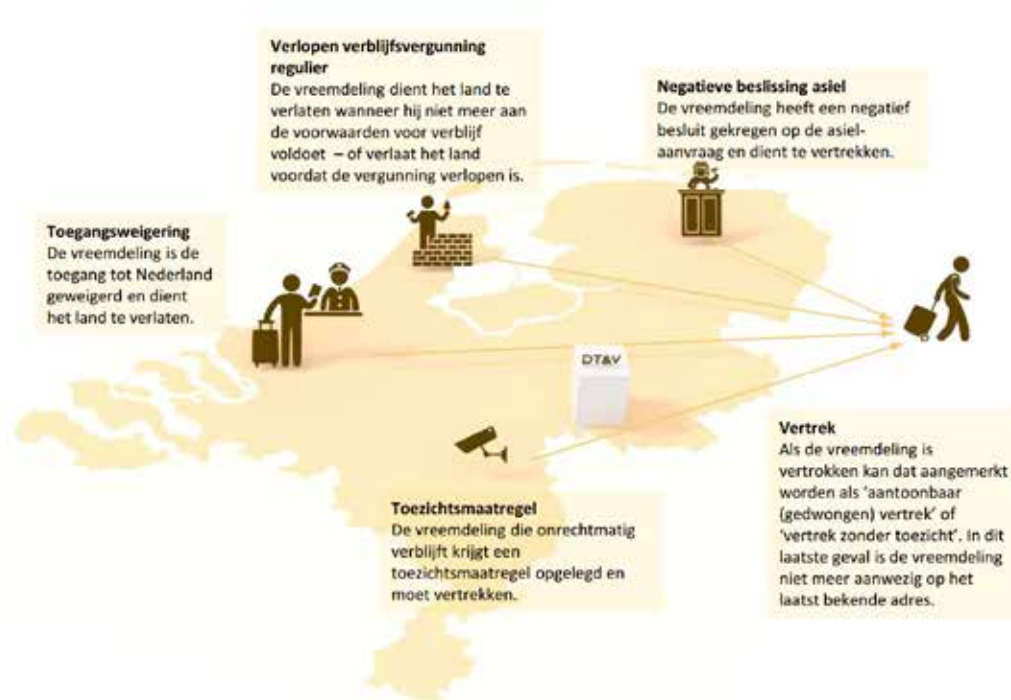 Verlopen verblijfsvergunning
regulier
De vreemdeling dient het land te
verlaten wanneer hij niet meer aan
de voorwaarden voor verblijf
voldoet – of verlaat het land
voordat de vergunning verlopen is.
Negatieve beslissing asiel
De vreemdeling heeft een negatief
besluit gekregen op de asiel-
aanvraag en dient te vertrekken.
Toegangsweigering
De vreemdeling is de
toegang tot Nederland
geweigerd en dient
het land te verlaten.
DT&V
Toezichtsmaatregel
De vreemdeling die onrechtmatig
verblijft krijgt een
toezichtsmaatregel opgelegd en
moet vertrekken.
Vertrek
Als de vreemdeling is
vertrokken kan dat aangemerkt
worden als 'aantoonbaar
(gedwongen) vertrek' of
'vertrek zonder toezicht'. In dit
laatste geval is de vreemdeling
niet meer aanwezig op het
laatst bekende adres.